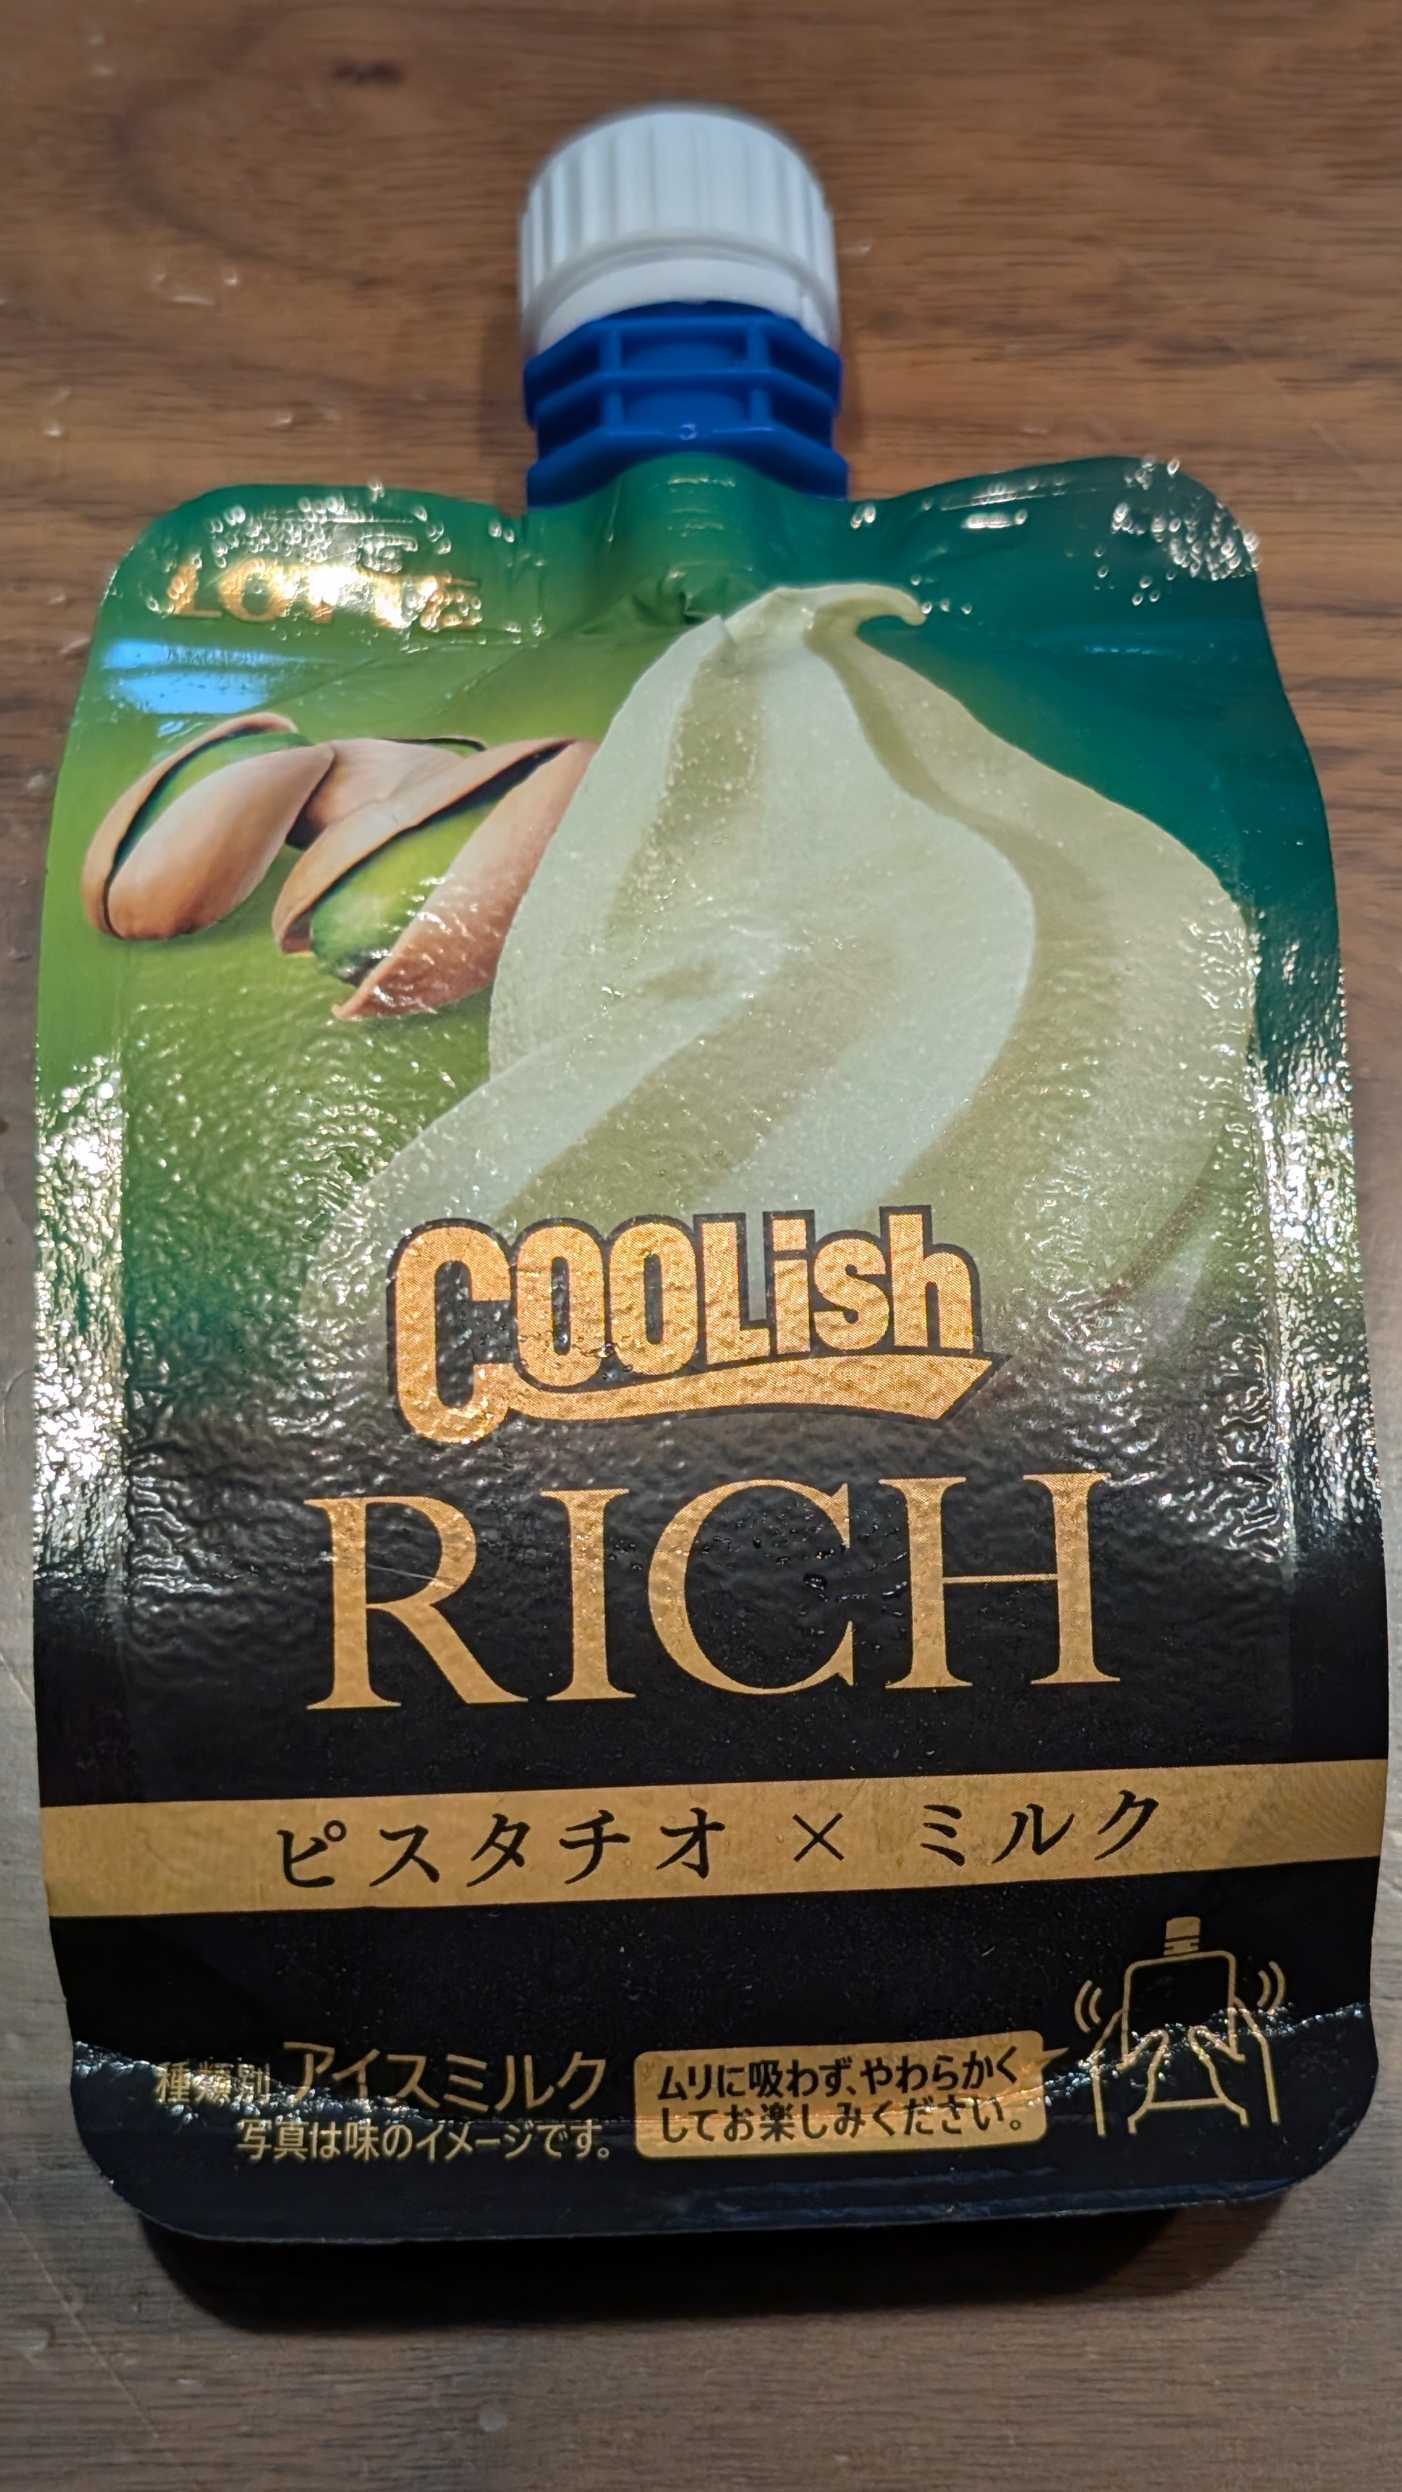 LOTTE
COOLish
RICH
ピスタチオ × ミルク
種類別 アイスミルク
写真は味のイメージです。
ムリに吸わず、やわらかく
してお楽しみください。